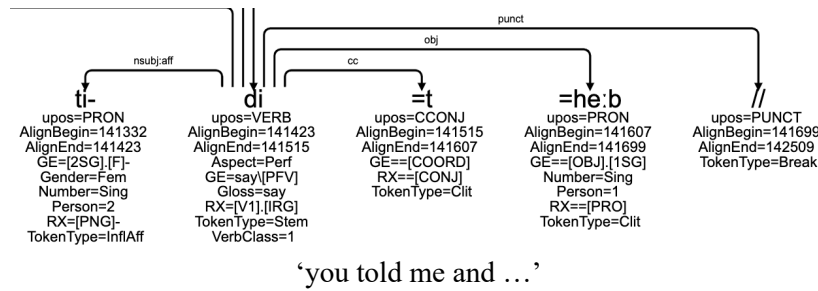 punct
obj
nsubj:aff cc
ti- di =t =heːb //
upos=PRON upos=VERB upos=CCONJ upos=PRON upos=PUNCT
AlignBegin=141332 AlignBegin=141423 AlignBegin=141515 AlignBegin=141607 AlignBegin=141699
AlignEnd=141423 AlignEnd=141515 AlignEnd=141607 AlignEnd=141699 AlignEnd=142509
GE=[2SG].[F]- Aspect=Perf GE==[COORD] GE==[OBJ].[1SG] TokenType=Break
Gender=Fem GE=say\[PFV] RX==[CONJ] Number=Sing
Number=Sing Gloss=say TokenType=Clit Person=1
Person=2 RX=[V1].[IRG] RX==[PRO]
RX=[PNG]- TokenType=Stem TokenType=Clit
TokenType=InflAff VerbClass=1
‘you told me and …’